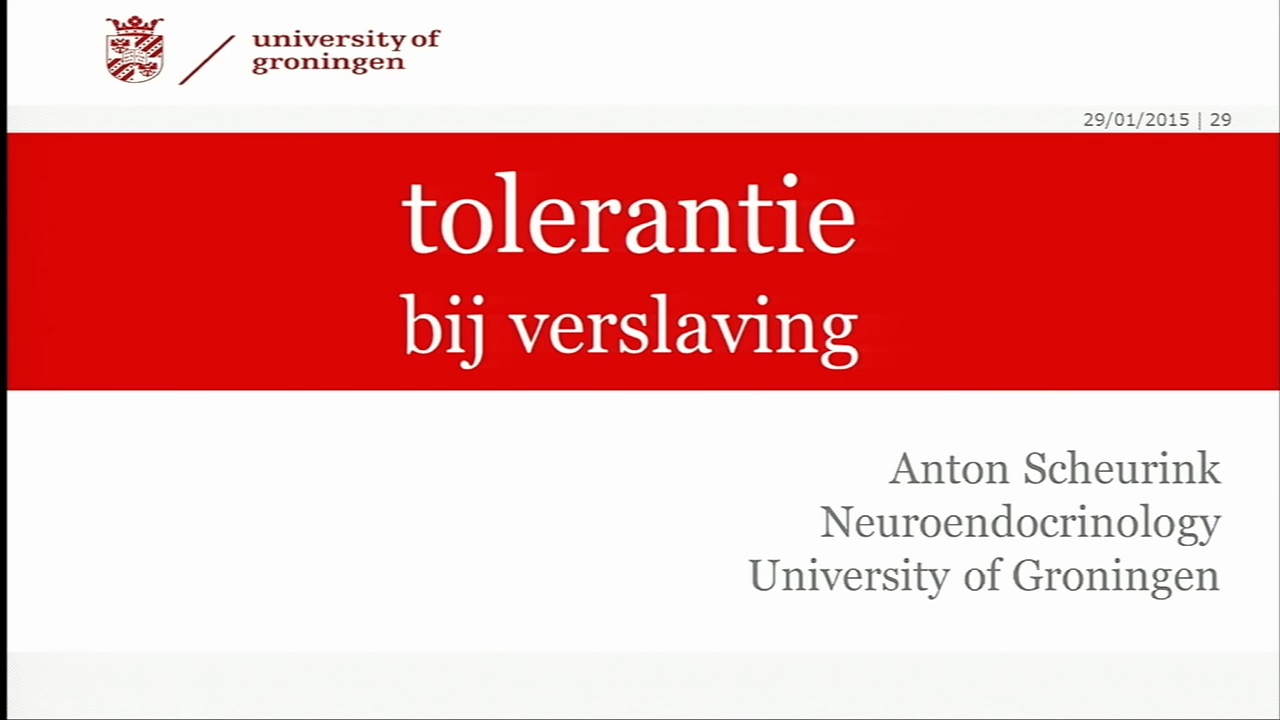 university of
groningen
29/01/2015 | 29
tolerantie
bij verslaving
Anton Scheurink
Neuroendocrinology
University of Groningen